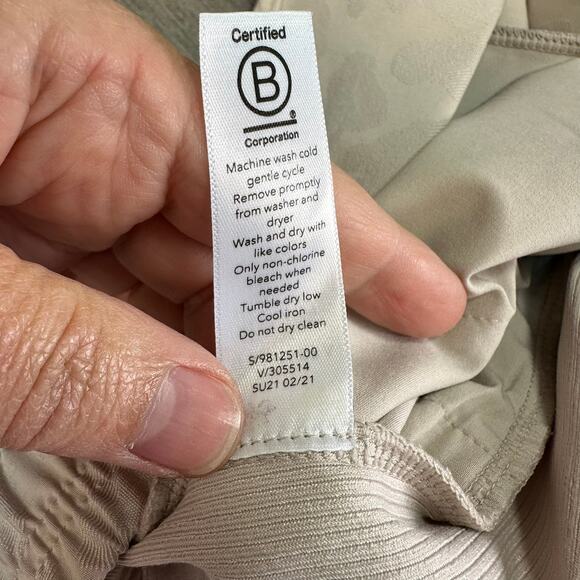 Certified
B
®
Corporation
Machine wash cold
gentle cycle
Remove promptly
from washer and
dryer
Wash and dry with
like colors
Only non-chlorine
bleach when
needed
Tumble dry low
Cool iron
Do not dry clean
S/981251-00
V/305514
SU21 02/21